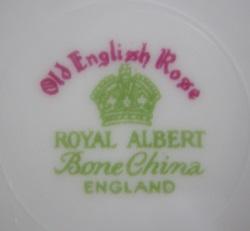 Old English Rose
ROYAL ALBERT
Bone China
ENGLAND